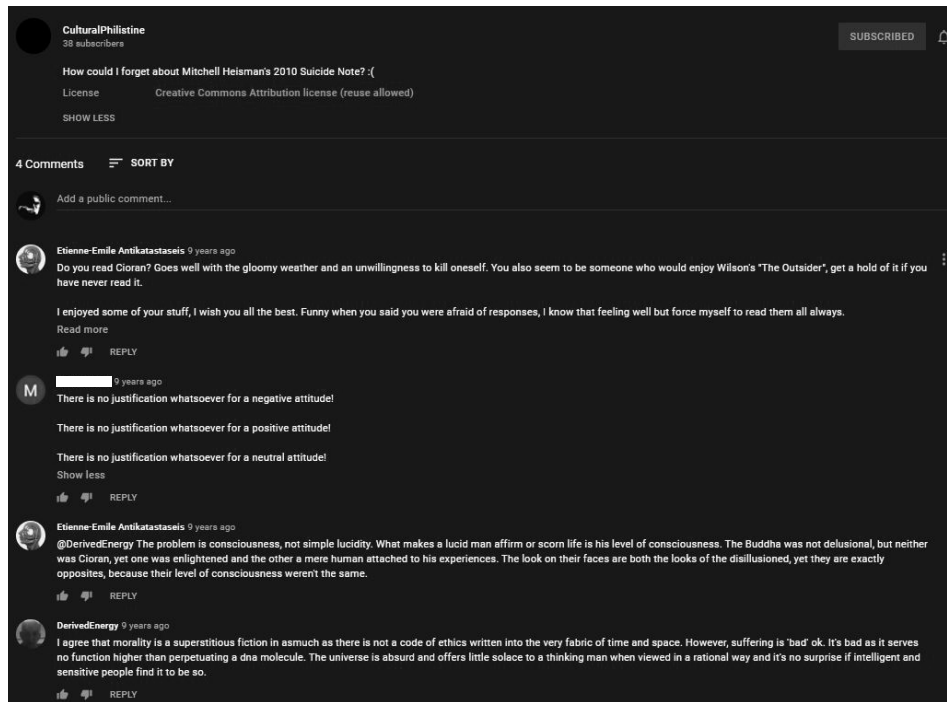 CulturalPhilistine
38 subscribers
SUBSCRIBED
How could I forget about Mitchell Heisman's 2010 Suicide Note? :(
License Creative Commons Attribution license (reuse allowed)
SHOW LESS
4 Comments SORT BY
Add a public comment...
Etienne-Emile Antikatastaseis 9 years ago
Do you read Cioran? Goes well with the gloomy weather and an unwillingness to kill oneself. You also seem to be someone who would enjoy Wilson's "The Outsider", get a hold of it if you
have never read it.
I enjoyed some of your stuff, I wish you all the best. Funny when you said you were afraid of responses, I know that feeling well but force myself to read them all always.
Read more
REPLY
M
9 years ago
There is no justification whatsoever for a negative attitude!
There is no justification whatsoever for a positive attitude!
There is no justification whatsoever for a neutral attitude!
Show less
REPLY
Etienne-Emile Antikatastaseis 9 years ago
@DerivedEnergy The problem is consciousness, not simple lucidity. What makes a lucid man affirm or scorn life is his level of consciousness. The Buddha was not delusional, but neither
was Cioran, yet one was enlightened and the other a mere human attached to his experiences. The look on their faces are both the looks of the disillusioned, yet they are exactly
opposites, because their level of consciousness weren't the same.
REPLY
DerivedEnergy 9 years ago
I agree that morality is a superstitious fiction in asmuch as there is not a code of ethics written into the very fabric of time and space. However, suffering is 'bad' ok. It's bad as it serves
no function higher than perpetuating a dna molecule. The universe is absurd and offers little solace to a thinking man when viewed in a rational way and it's no surprise if intelligent and
sensitive people find it to be so.
REPLY